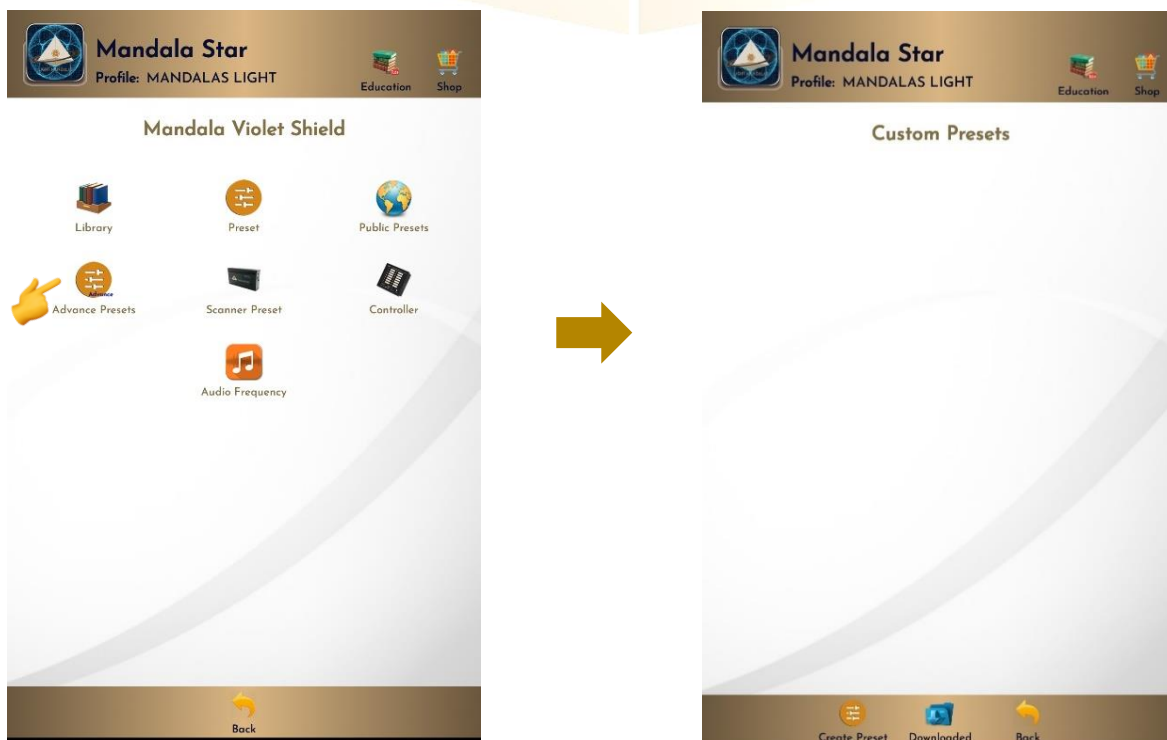 Mandala Star
Profile: MANDALAS LIGHT
Education
Shop
Mandala Violet Shield
Library
Preset
Public Presets
Advance
Advance Presets
Scanner Preset
Controller
Audio Frequency
Back
Mandala Star
Profile: MANDALAS LIGHT
Education
Shop
Custom Presets
Create Preset
Downloaded
Back